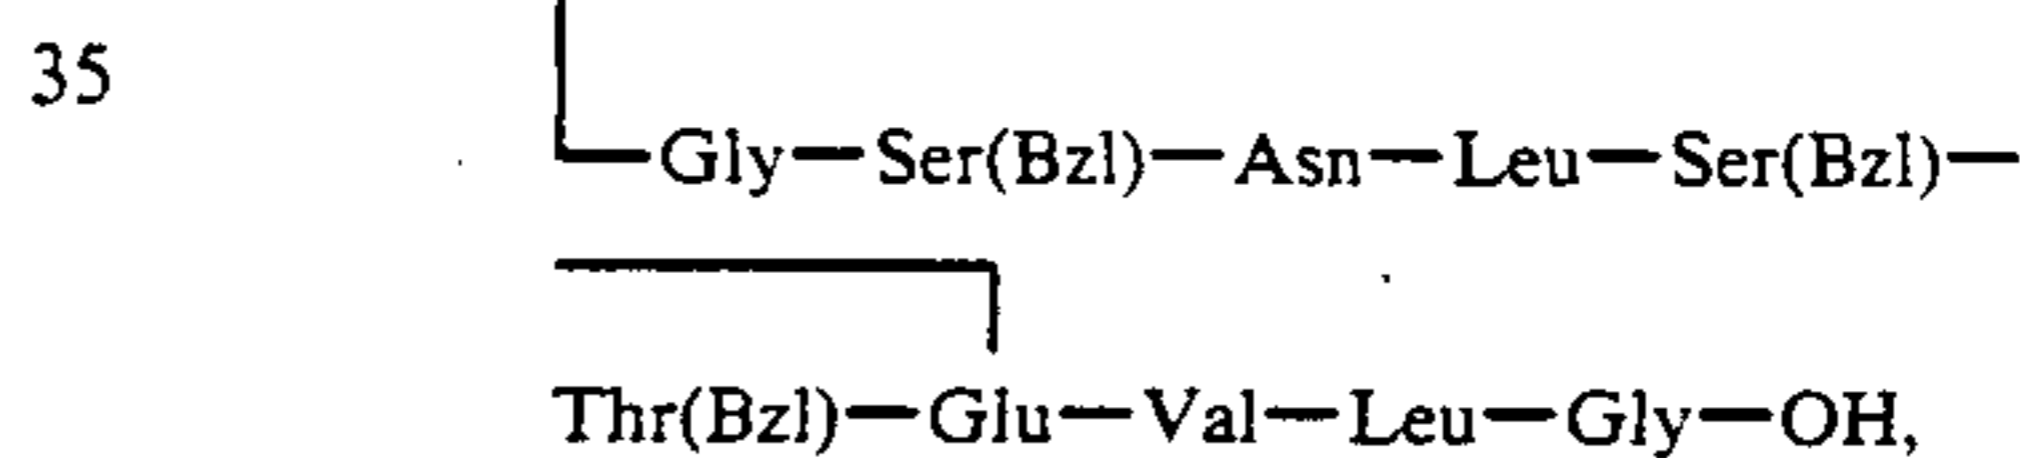 35
Gly—Ser(Bzl)—Asn—Leu—Ser(Bzl)—
Thr(Bzl)—Glu—Val—Leu—Gly—OH,